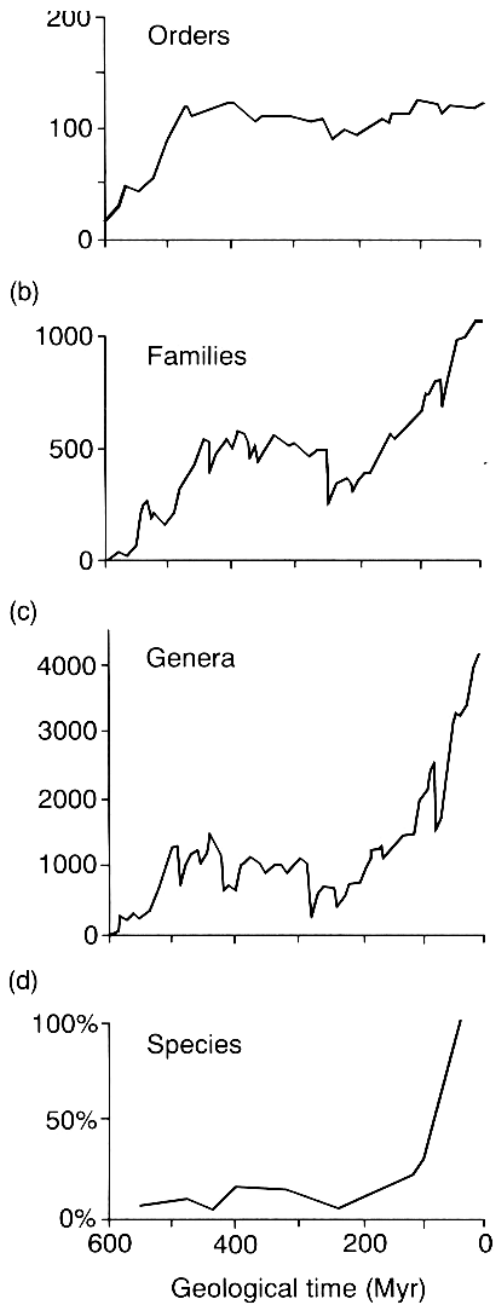 200
Orders
100
0
(b)
1000
Families
500
0
(c)
4000
Genera
3000
2000
1000
0
(d)
100%
Species
50%
0%
600 400 200 0
Geological time (Myr)